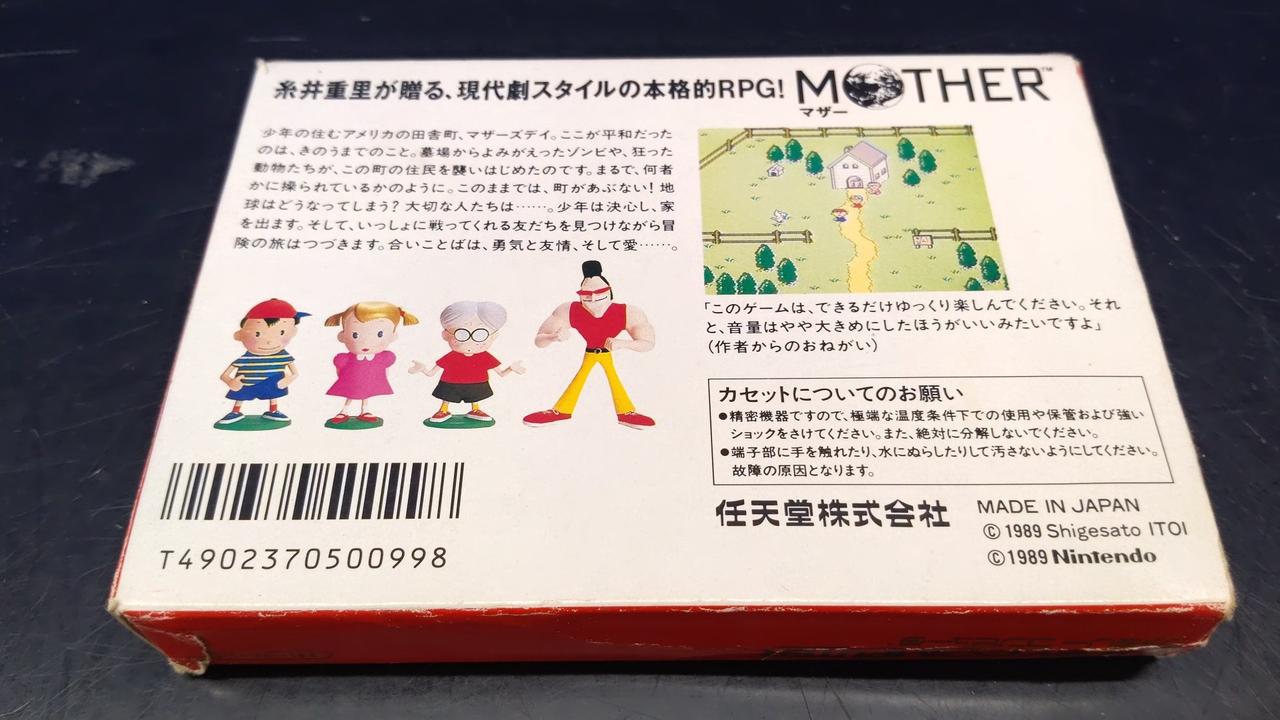 糸井重里が贈る、現代劇スタイルの本格的RPG!
MOTHER™
マザー
少年の住むアメリカの田舎町、マザーズデイ。ここが平和だった
のは、きのうまでのこと。墓場からよみがえったゾンビや、狂った
動物たちが、この町の住民を襲いはじめたのです。まるで、何者
かに操られているかのように。このままでは、町があぶない！地
球はどうなってしまう？大切な人たちは……。少年は決心し、家
を出ます。そして、いっしょに戦ってくれる友だちを見つけながら冒
険の旅はつづきます。合いことばは、勇気と友情、そして愛……。
「このゲームは、できるだけゆっくり楽しんでください。それ
と、音量はやや大きめにしたほうがいいみたいですよ」
(作者からのおねがい)
カセットについてのお願い
●精密機器ですので、極端な温度条件下での使用や保管および強い
ショックをさけてください。また、絶対に分解しないでください。
●端子部に手を触れたり、水にぬらしたりして汚さないようにしてください。
故障の原因となります。
任天堂株式会社
MADE IN JAPAN
© 1989 Shigesato ITOI
© 1989 Nintendo
T4902370500998